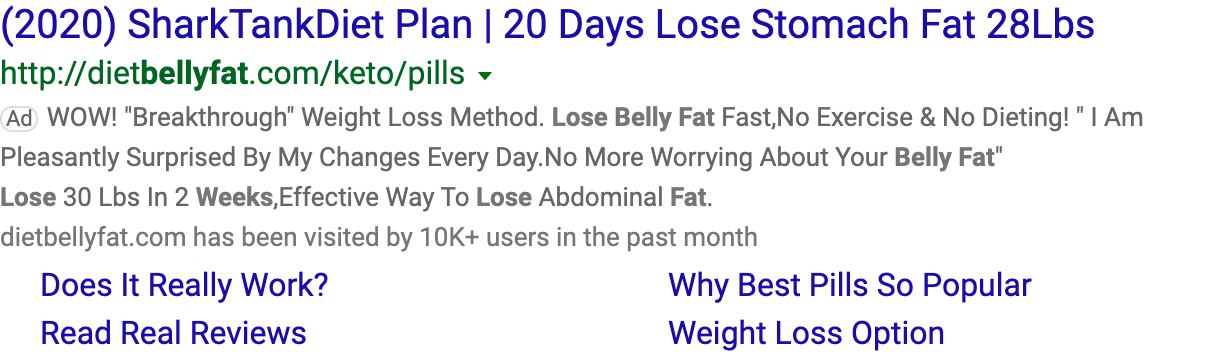 (2020) SharkTankDiet Plan | 20 Days Lose Stomach Fat 28Lbs
http://dietbellyfat.com/keto/pills
Ad WOW! "Breakthrough" Weight Loss Method. Lose Belly Fat Fast,No Exercise & No Dieting! " I Am
Pleasantly Surprised By My Changes Every Day.No More Worrying About Your Belly Fat"
Lose 30 Lbs In 2 Weeks,Effective Way To Lose Abdominal Fat.
dietbellyfat.com has been visited by 10K+ users in the past month
Does It Really Work?
Why Best Pills So Popular
Read Real Reviews
Weight Loss Option